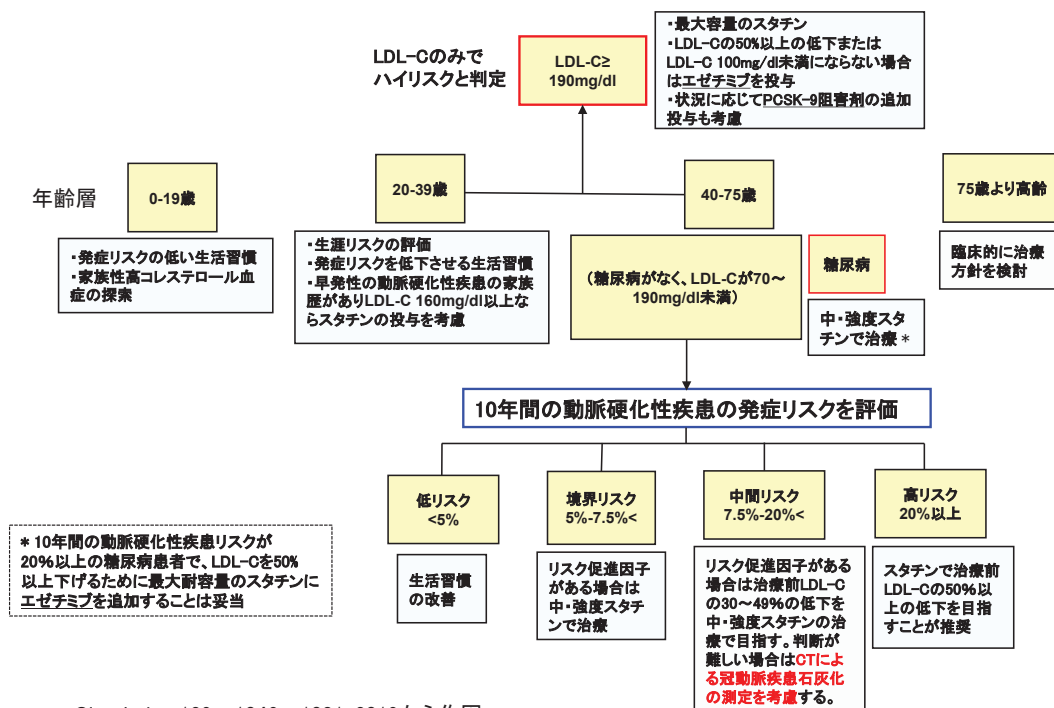 LDL-Cのみで
ハイリスクと判定
LDL-C≥
190mg/dl
・最大容量のスタチン
・LDL-Cの50%以上の低下または
LDL-C 100mg/dl未満にならない場合
はエゼチミブを投与
・状況に応じてPCSK-9阻害剤の追加
投与も考慮
年齢層
0-19歳
20-39歳
40-75歳
75歳より高齢
・発症リスクの低い生活習慣
・家族性高コレステロール血
症の探索
・生涯リスクの評価
・発症リスクを低下させる生活習慣
・早発性の動脈硬化性疾患の家族
歴がありLDL-C 160mg/dl以上な
らスタチンの投与を考慮
(糖尿病がなく、LDL-Cが70～
190mg/dl未満)
糖尿病
中・強度スタ
チンで治療*
臨床的に治療
方針を検討
10年間の動脈硬化性疾患の発症リスクを評価
低リスク
<5%
境界リスク
5%-7.5%<
中間リスク
7.5%-20%<
高リスク
20%以上
生活習慣
の改善
リスク促進因子
がある場合は
中・強度スタチ
ンで治療
リスク促進因子がある
場合は治療前LDL-C
の30～49%の低下を
中・強度スタチンの治
療で目指す。判断が
難しい場合はCTによ
る冠動脈疾患石灰化
の測定を考慮する。
スタチンで治療前
LDL-Cの50%以
上の低下を目指
すことが推奨
* 10年間の動脈硬化性疾患リスクが
20%以上の糖尿病患者で、LDL-Cを50%
以上下げるために最大耐容量のスタチンに
エゼチミブを追加することは妥当